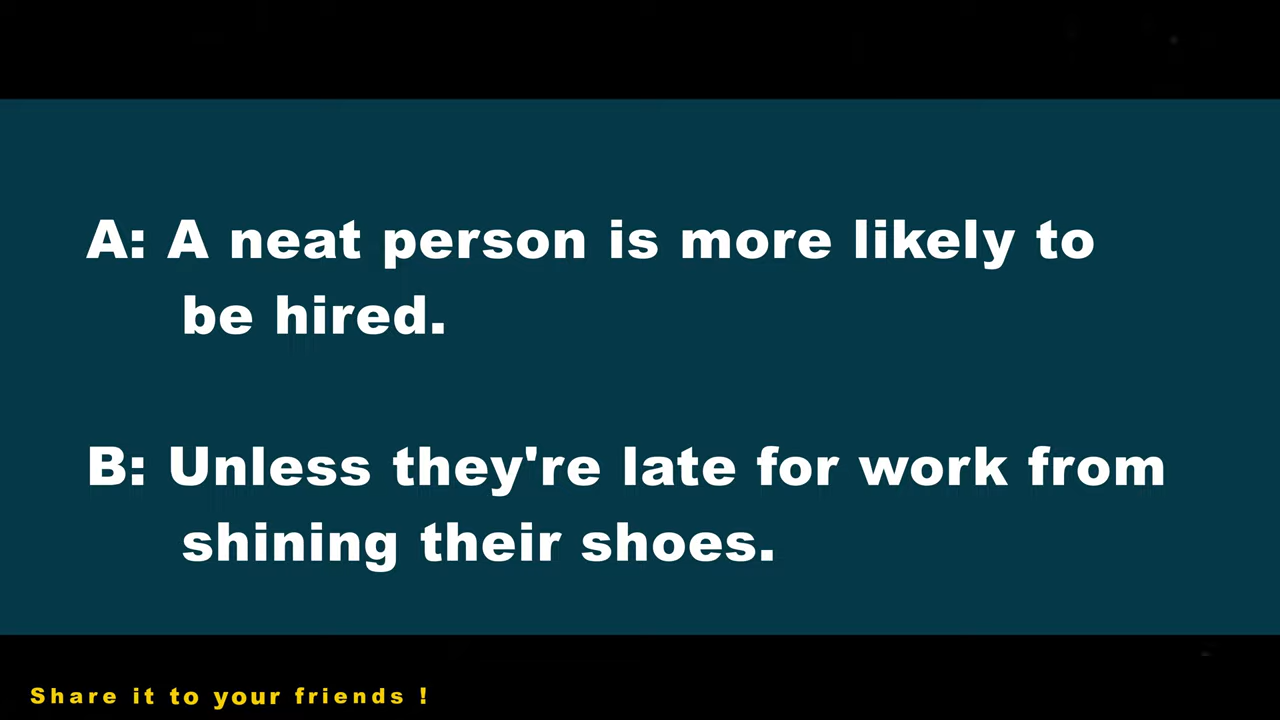 A: A neat person is more likely to
be hired.
B: Unless they're late for work from
shining their shoes.
Share it to your friends !